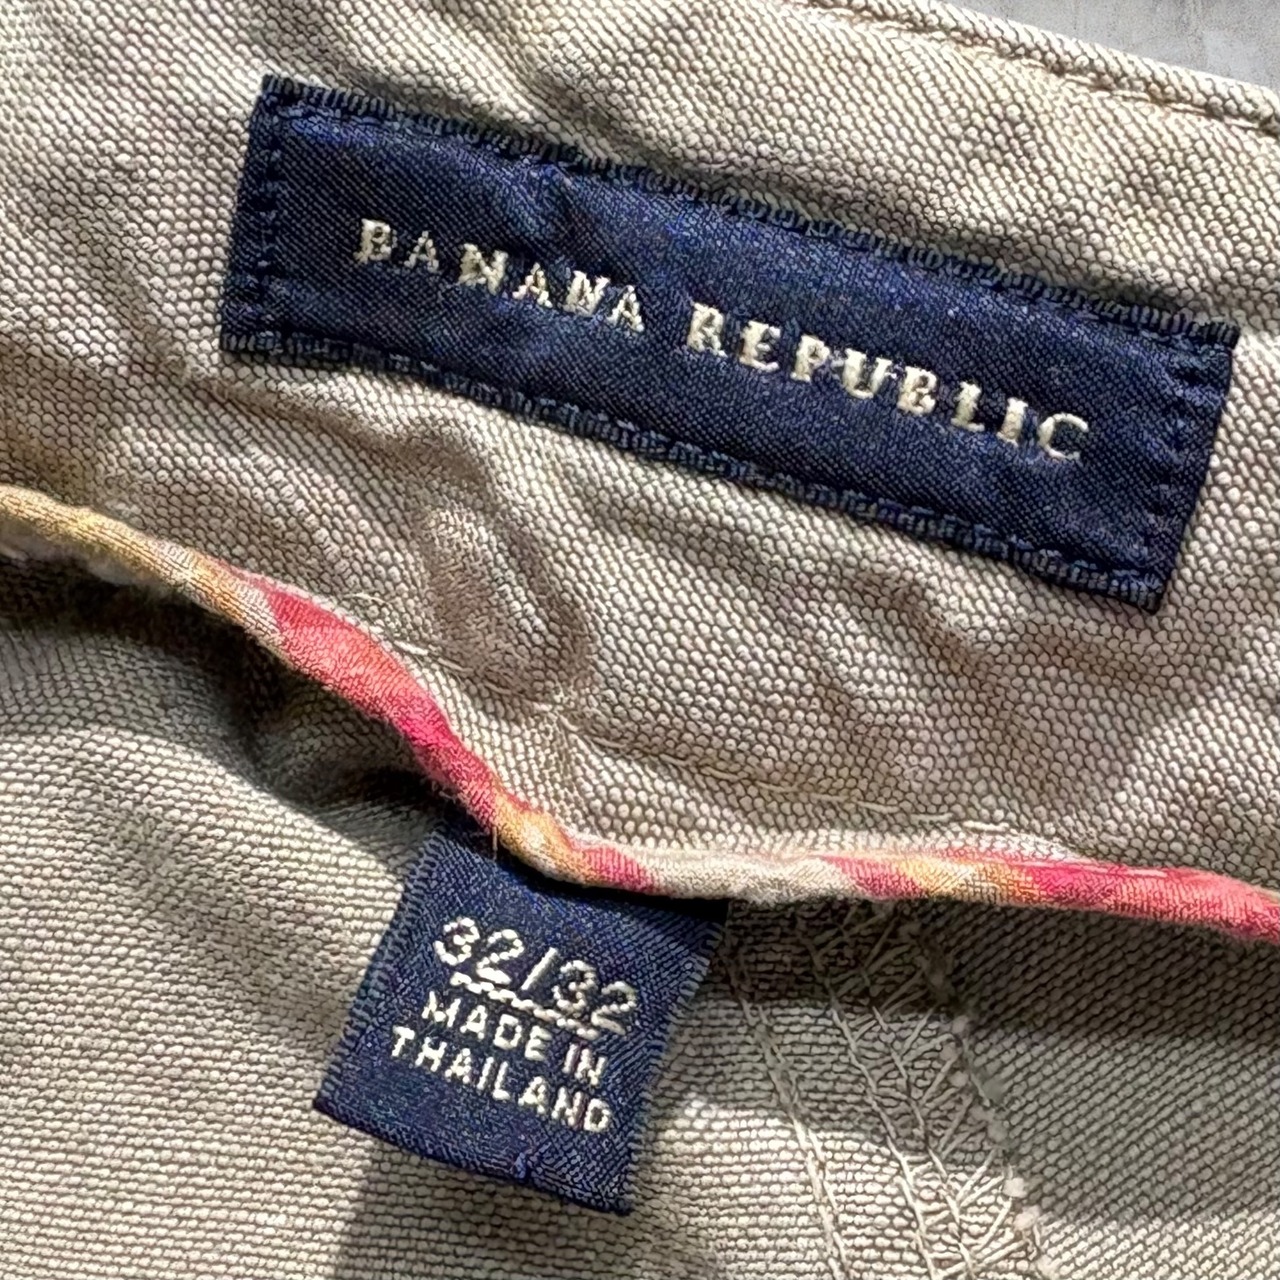 BANANA REPUBLIC
32/32
MADE IN
THAILAND